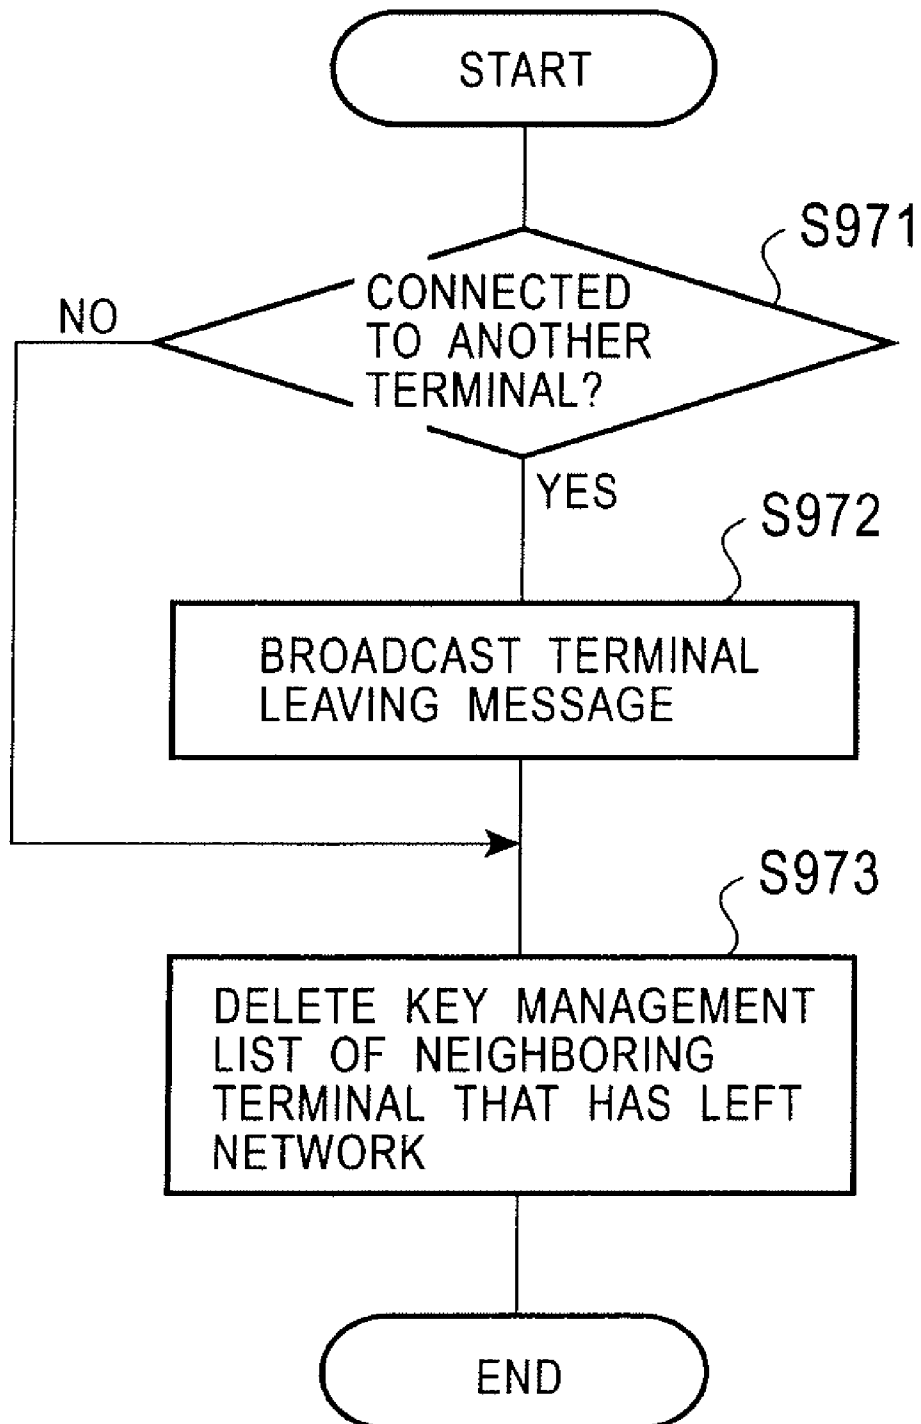 START
S971
CONNECTED
TO ANOTHER
TERMINAL?
NO
YES
S972
BROADCAST TERMINAL
LEAVING MESSAGE
S973
DELETE KEY MANAGEMENT
LIST OF NEIGHBORING
TERMINAL THAT HAS LEFT
NETWORK
END